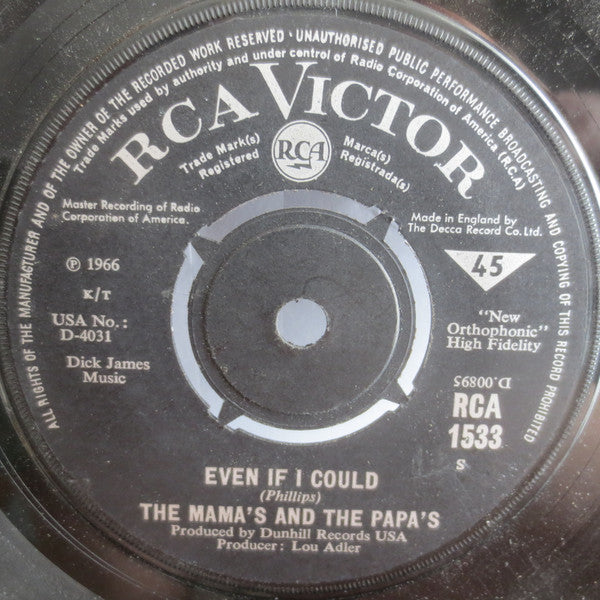 ALL RIGHTS OF THE MANUFACTURER AND OF THE OWNER OF THE RECORDED WORK RESERVED · UNAUTHORISED PUBLIC PERFORMANCE BROADCASTING AND COPYING OF THIS RECORD PROHIBITED
Trade Marks used by authority and under control of Radio Corporation of America (R.C.A)
RCA VICTOR
Trade Mark(s)
Registered
RCA
Marca(s)
Registrada(s)
Master Recording of Radio
Corporation of America.
Made in England by
The Decca Record Co. Ltd.
℗ 1966
K/T
USA No.:
D-4031
Dick James
Music
45
"New
Orthophonic"
High Fidelity
D.00895
RCA
1533
S
EVEN IF I COULD
(Phillips)
THE MAMA'S AND THE PAPA'S
Produced by Dunhill Records USA
Producer: Lou Adler